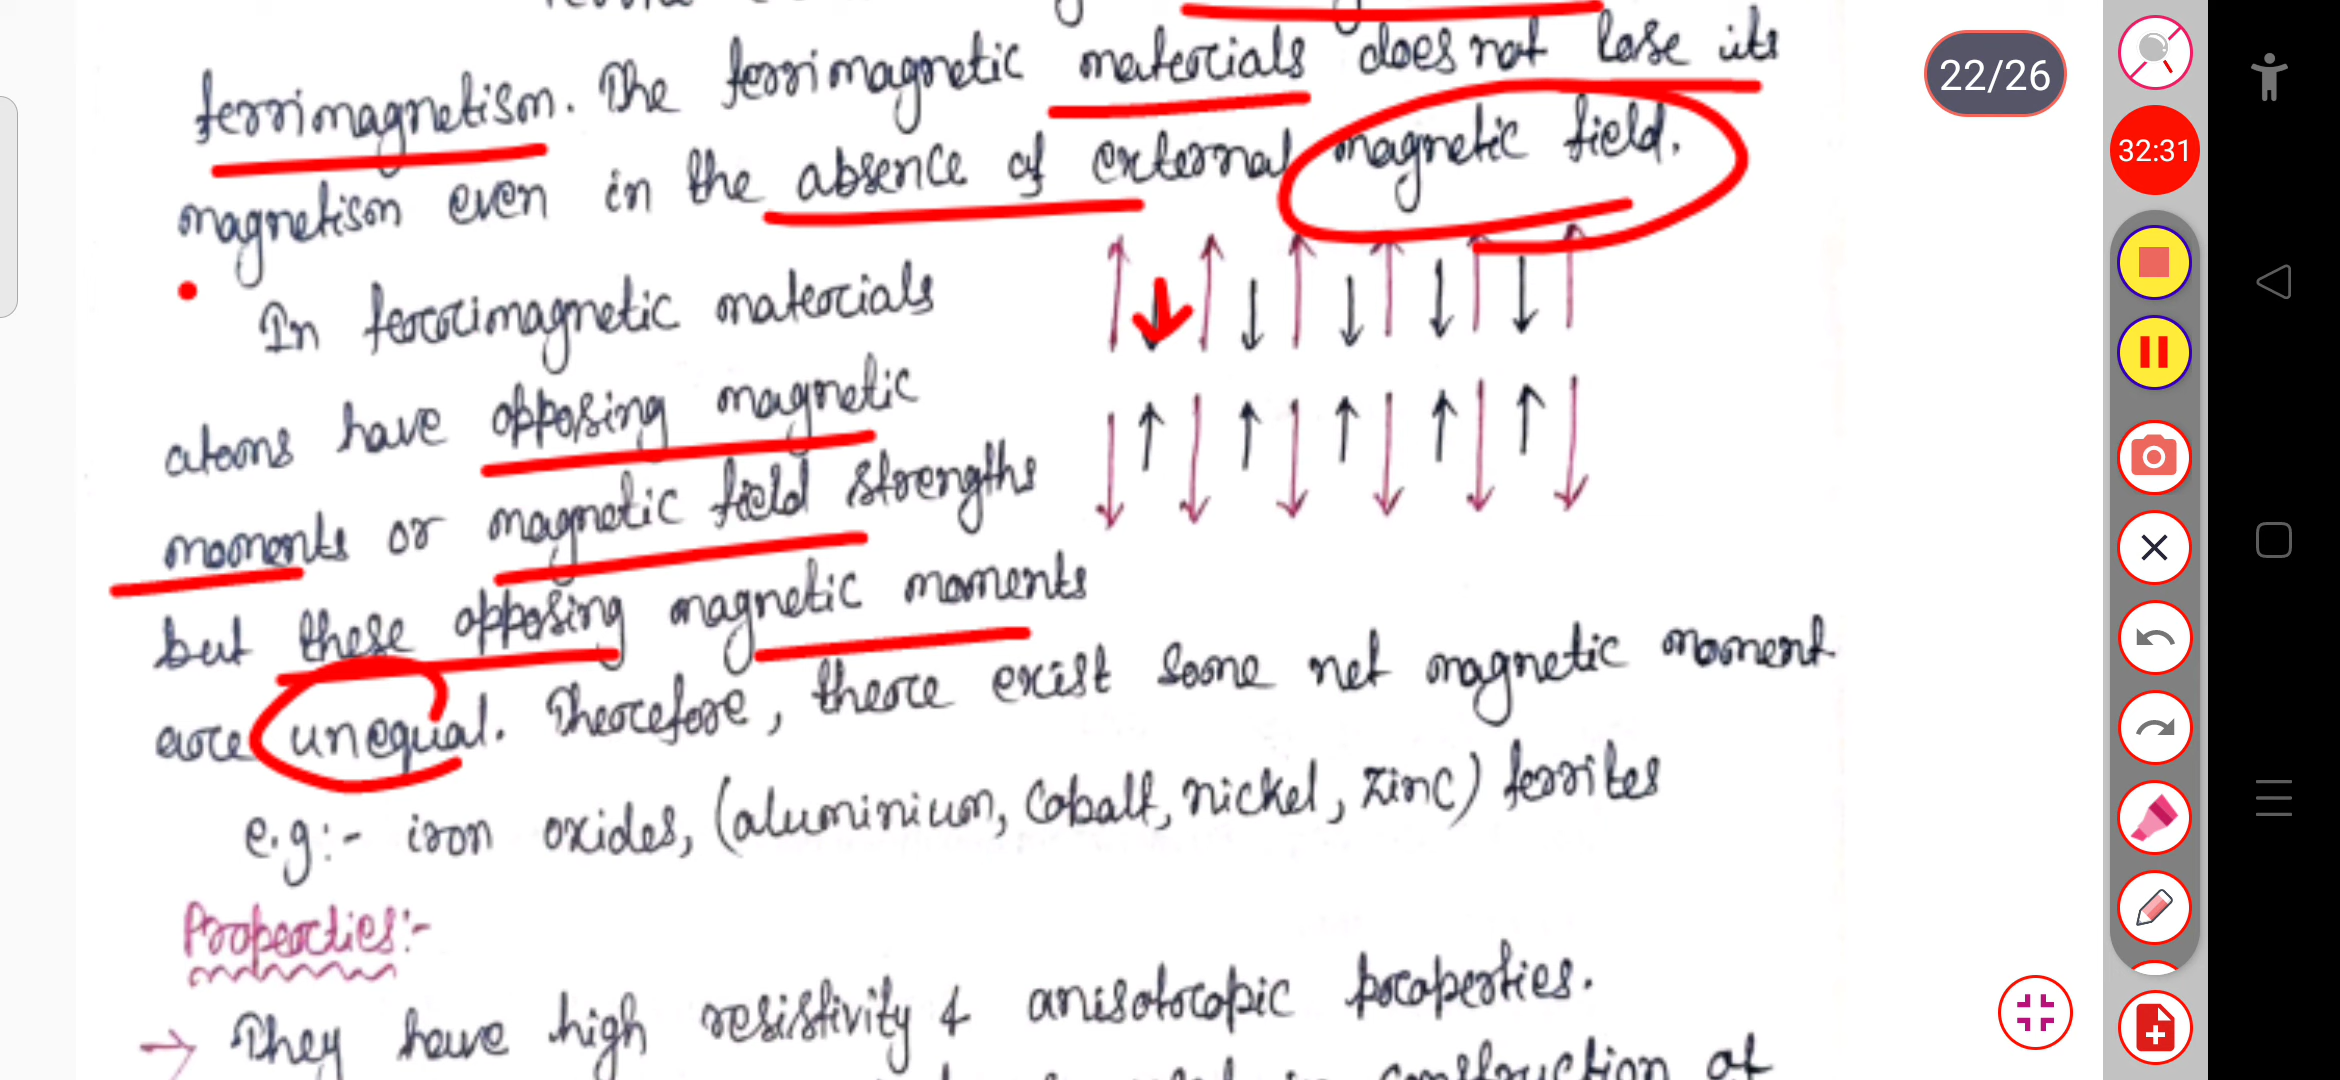 ferrimagnetism. The ferrimagnetic materials does not lose its
magnetism even in the absence of external magnetic field.
In ferrimagnetic materials
atoms have opposing magnetic
moments or magnetic field strengths
but these opposing magnetic moments
are unequal. Therefore, there exist some net magnetic moment
e.g:- iron oxides, (aluminium, cobalt, nickel, zinc) ferrites
Properties:-
→ They have high resistivity & anisotropic properties.
construction of
22/26
32:31